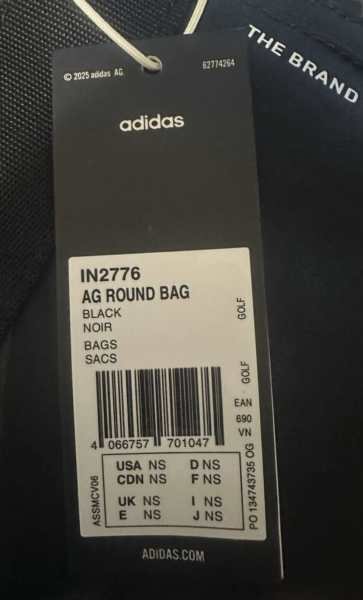 © 2025 adidas AG
62774264
THE BRAND
adidas
IN2776
AG ROUND BAG
BLACK
NOIR
BAGS
SACS
GOLF
GOLF
EAN
690
VN
4 066757 701047
ASSMCV06
USA NS D NS
CDN NS F NS
UK NS I NS
E NS J NS
PO 134743735 OG
ADIDAS.COM